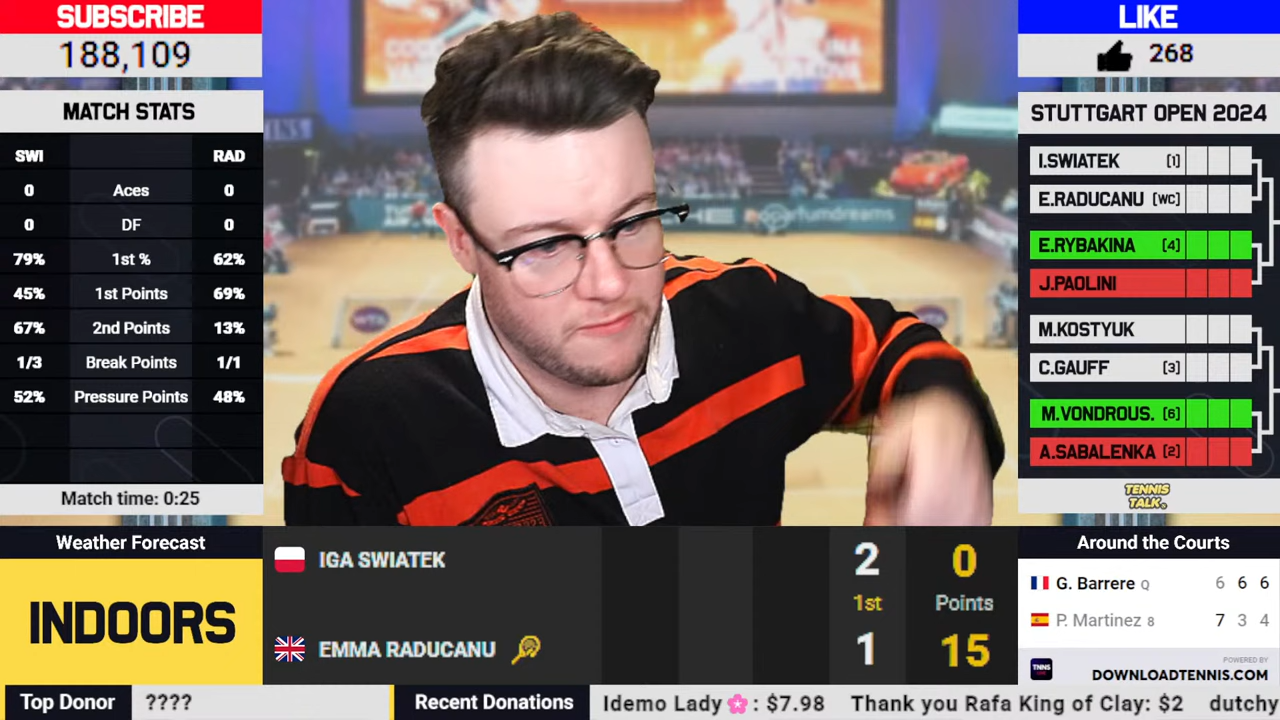 SUBSCRIBE
188,109
MATCH STATS
SWI RAD
0 Aces 0
0 DF 0
79% 1st % 62%
45% 1st Points 69%
67% 2nd Points 13%
1/3 Break Points 1/1
52% Pressure Points 48%
Match time: 0:25
Weather Forecast
INDOORS
LIKE
268
STUTTGART OPEN 2024
I.SWIATEK [1]
E.RADUCANU [WC]
E.RYBAKINA [4]
J.PAOLINI
M.KOSTYUK
C.GAUFF [3]
M.VONDROUS. [6]
A.SABALENKA [2]
TENNIS
TALK.
parfumdreams
IGA SWIATEK 2 0
1st Points
EMMA RADUCANU 1 15
Around the Courts
G. Barrere Q 6 6 6
P. Martinez 8 7 3 4
TNNS
POWERED BY
DOWNLOADTENNIS.COM
Top Donor ????
Recent Donations Idemo Lady🌸: $7.98 Thank you Rafa King of Clay: $2 dutchy